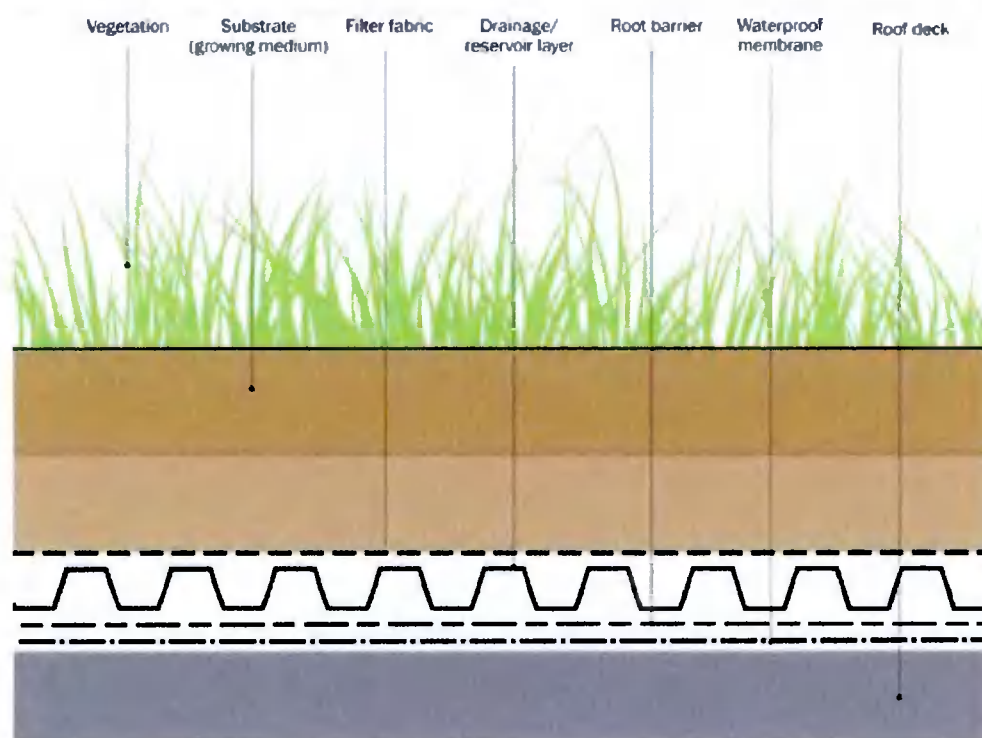 Vegetation
Substrate
(growing medium)
Filter fabric
Drainage/
reservoir layer
Root barrier
Waterproof
membrane
Roof deck